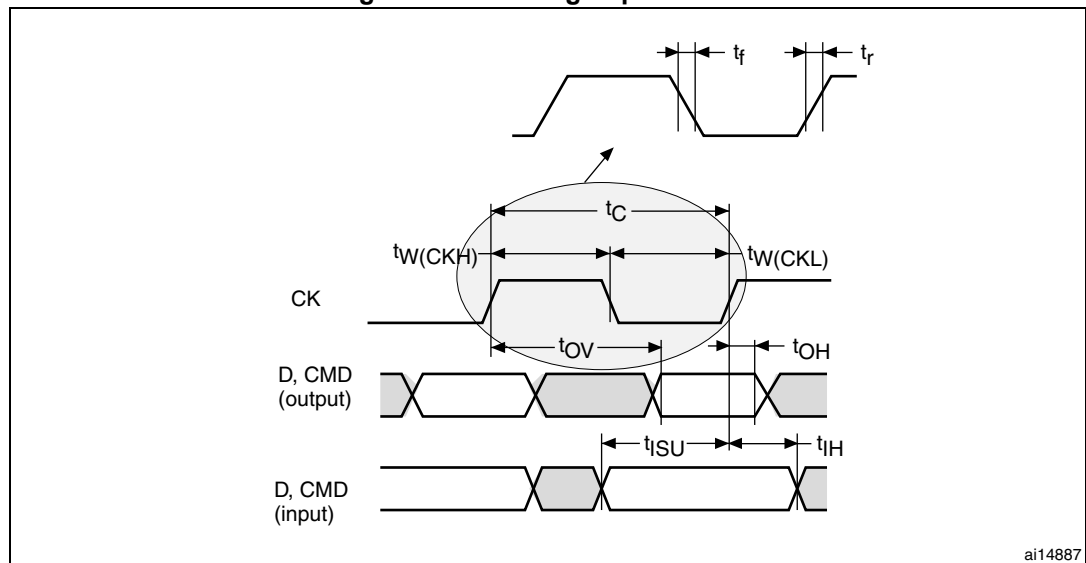 tf
tr
tC
tW(CKH)
tW(CKL)
CK
tOV
tOH
D, CMD
(output)
tISU
tIH
D, CMD
(input)
ai14887